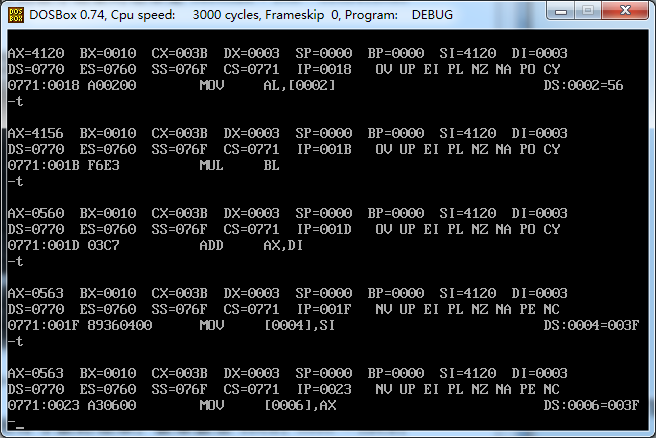 DOSBox 0.74, Cpu speed: 3000 cycles, Frameskip 0, Program: DEBUG
AX=4120 BX=0010 CX=003B DX=0003 SP=0000 BP=0000 SI=4120 DI=0003
DS=0770 ES=0760 SS=076F CS=0771 IP=0018 OV UP EI PL NZ NA PO CY
0771:0018 A00200 MOV AL,[0002] DS:0002=56
-t
AX=4156 BX=0010 CX=003B DX=0003 SP=0000 BP=0000 SI=4120 DI=0003
DS=0770 ES=0760 SS=076F CS=0771 IP=001B OV UP EI PL NZ NA PO CY
0771:001B F6E3 MUL BL
-t
AX=0560 BX=0010 CX=003B DX=0003 SP=0000 BP=0000 SI=4120 DI=0003
DS=0770 ES=0760 SS=076F CS=0771 IP=001D OV UP EI PL NZ NA PO CY
0771:001D 03C7 ADD AX,DI
-t
AX=0563 BX=0010 CX=003B DX=0003 SP=0000 BP=0000 SI=4120 DI=0003
DS=0770 ES=0760 SS=076F CS=0771 IP=001F NV UP EI PL NZ NA PE NC
0771:001F 89360400 MOV [0004],SI DS:0004=003F
-t
AX=0563 BX=0010 CX=003B DX=0003 SP=0000 BP=0000 SI=4120 DI=0003
DS=0770 ES=0760 SS=076F CS=0771 IP=0023 NV UP EI PL NZ NA PE NC
0771:0023 A30600 MOV [0006],AX DS:0006=003F
-_